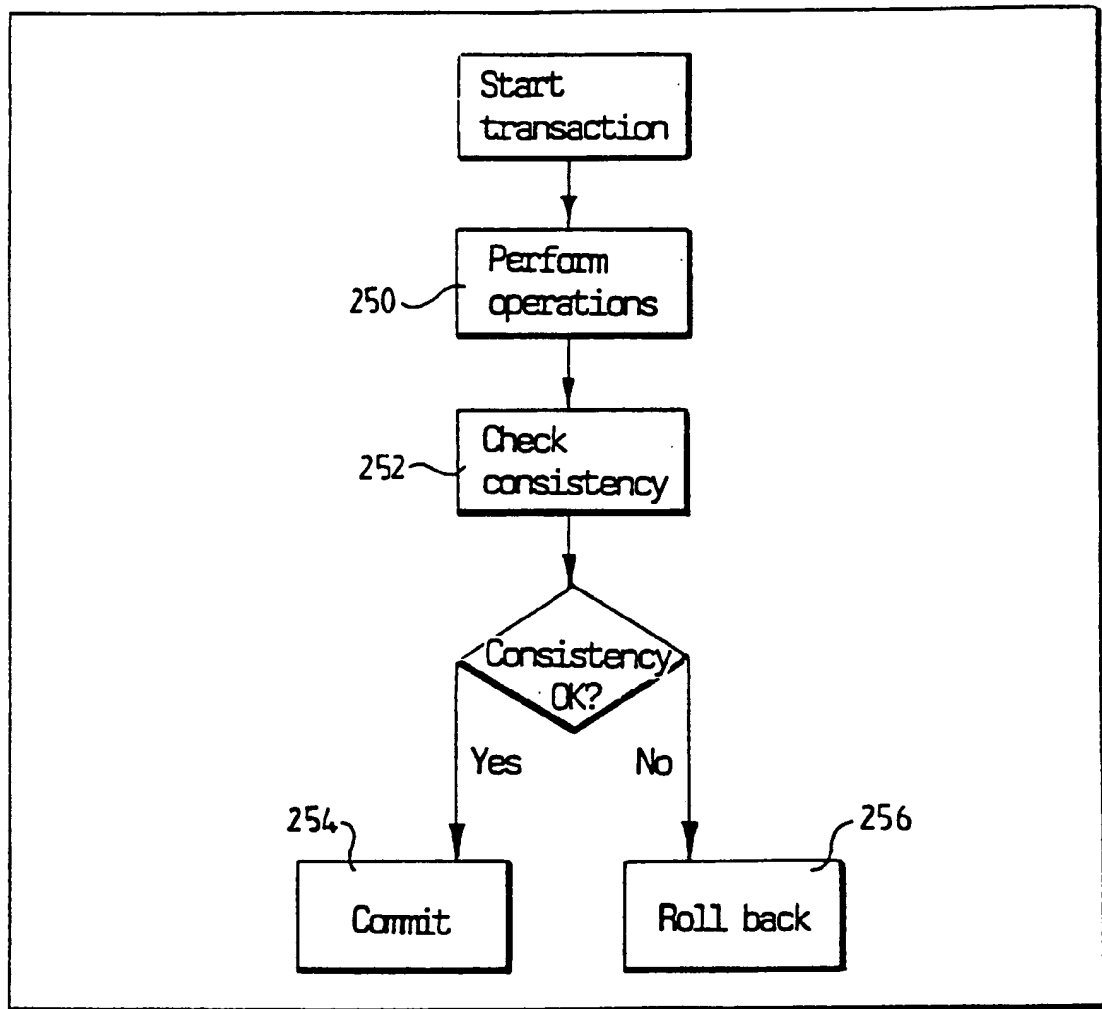 Start
transaction
Perform
operations
250
Check
consistency
252
Consistency
OK?
Yes
No
254
256
Commit
Roll back